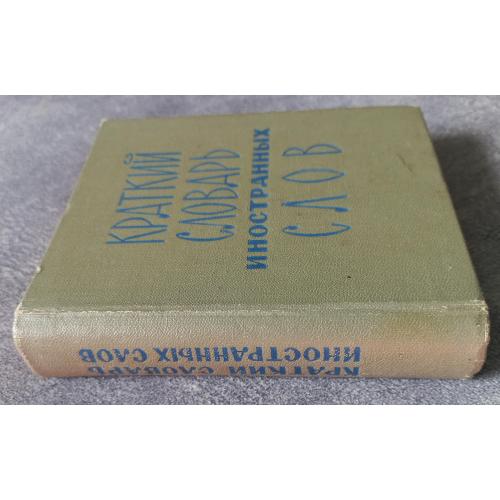 КРАТКИЙ
СЛОВАРЬ
ИНОСТРАННЫХ
СЛОВ
КРАТКИЙ СЛОВАРЬ
ИНОСТРАННЫХ СЛОВ